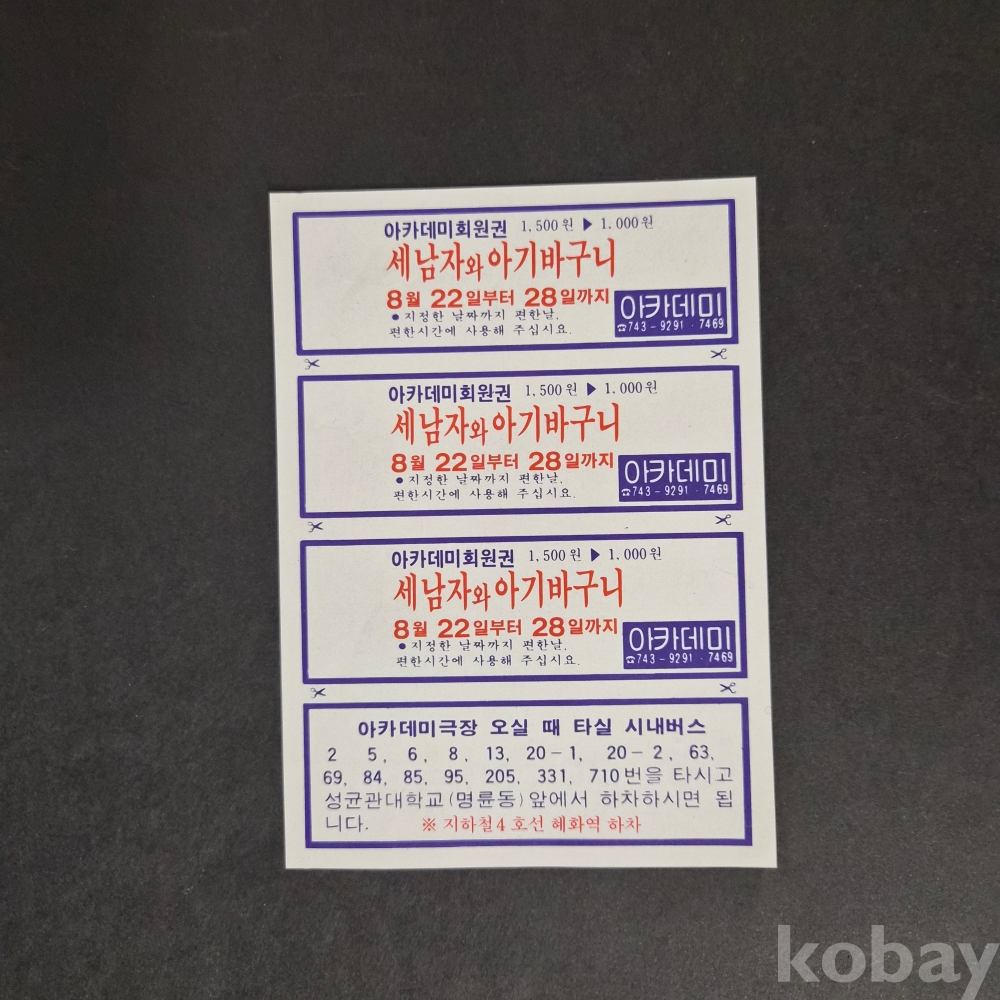 아카데미회원권 1,500원 ▶ 1.000원
세남자와 아기바구니
8월 22일부터 28일까지
● 지정한 날짜까지 편한날,
편한시간에 사용해 주십시요.
아카데미
☎743-9291·7469
아카데미회원권 1,500원 ▶ 1,000원
세남자와 아기바구니
8월 22일부터 28일까지
● 지정한 날짜까지 편한날,
편한시간에 사용해 주십시요.
아카데미
☎743-9291·7469
아카데미회원권 1,500원 ▶ 1,000원
세남자와 아기바구니
8월 22일부터 28일까지
● 지정한 날짜까지 편한날,
편한시간에 사용해 주십시요.
아카데미
☎743-9291·7469
아카데미극장 오실 때 타실 시내버스
2 5, 6, 8, 13, 20-1, 20-2, 63,
69, 84, 85, 95, 205, 331, 710번을 타시고
성균관대학교(명륜동)앞에서 하차하시면 됩
니다. ※ 지하철4 호선 혜화역 하차
kobay